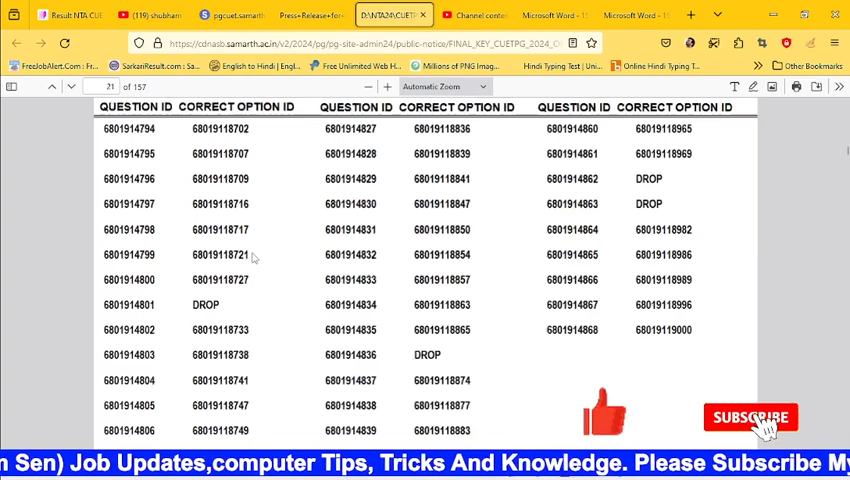 Result NTA CUE
(119) shubham
pgcuet.samarth
Press+Release+for-
D:\NTA24\CUETPG
Channel conten
Microsoft Word - 15
Microsoft Word - 15
https://cdnasb.samarth.ac.in/v2/2024/pg/pg-site-admin24/public-notice/FINAL_KEY_CUETPG_2024_O
FreeJobAlert.Com : Fre
SarkariResult.com : Sa
English to Hindi | Engl
Free Unlimited Web H
Millions of PNG Imag
Hindi Typing Test | Uni
Online Hindi Typing T
Other Bookmarks
21 of 157
Automatic Zoom
QUESTION ID CORRECT OPTION ID QUESTION ID CORRECT OPTION ID QUESTION ID CORRECT OPTION ID
6801914794 68019118702 6801914827 68019118836 6801914860 68019118965
6801914795 68019118707 6801914828 68019118839 6801914861 68019118969
6801914796 68019118709 6801914829 68019118841 6801914862 DROP
6801914797 68019118716 6801914830 68019118847 6801914863 DROP
6801914798 68019118717 6801914831 68019118850 6801914864 68019118982
6801914799 68019118721 6801914832 68019118854 6801914865 68019118986
6801914800 68019118727 6801914833 68019118857 6801914866 68019118989
6801914801 DROP 6801914834 68019118863 6801914867 68019118996
6801914802 68019118733 6801914835 68019118865 6801914868 68019119000
6801914803 68019118738 6801914836 DROP
6801914804 68019118741 6801914837 68019118874
6801914805 68019118747 6801914838 68019118877
6801914806 68019118749 6801914839 68019118883
SUBSCRIBE
n Sen) Job Updates,computer Tips, Tricks And Knowledge. Please Subscribe My